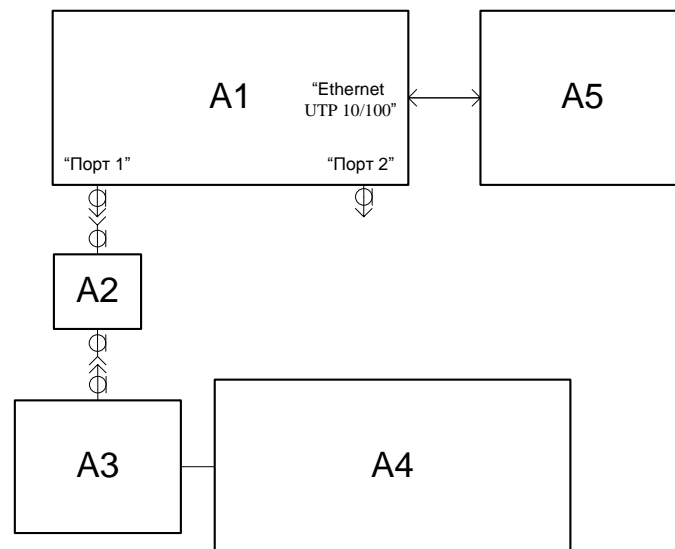 A1
“Ethernet
UTP 10/100”
A5
“Порт 1”
“Порт 2”
A2
A3
A4